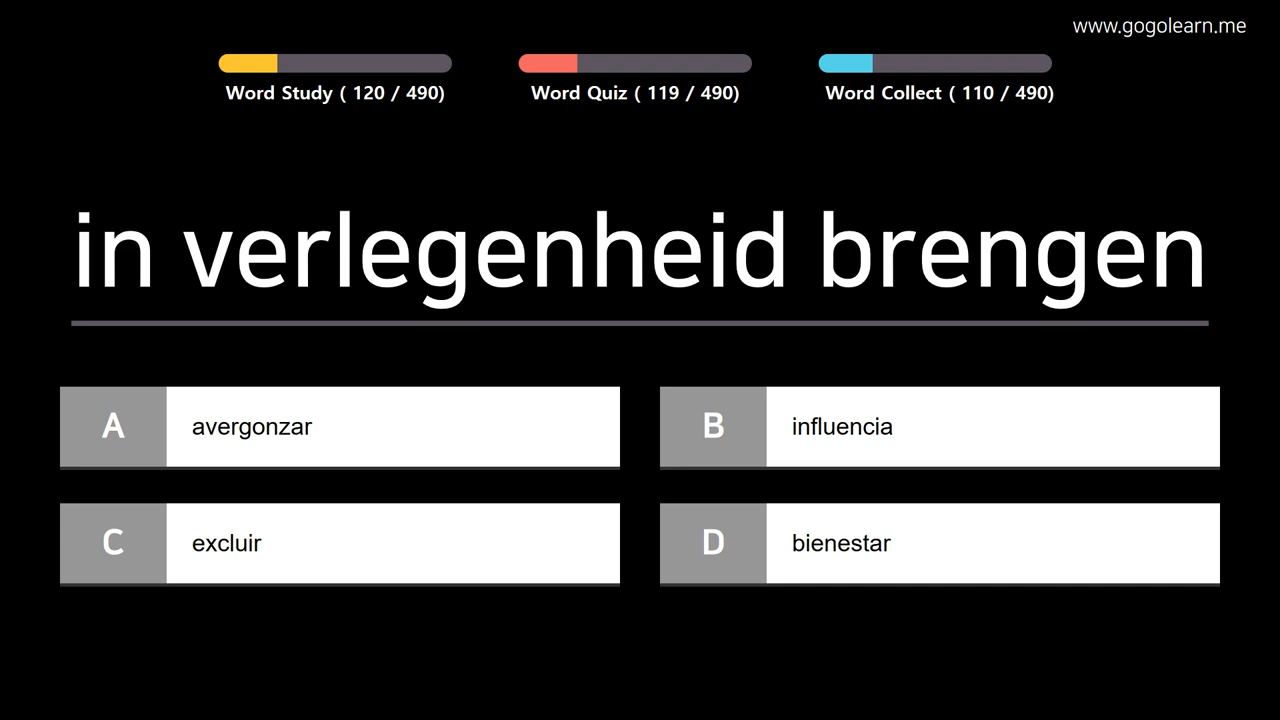 www.gogolearn.me
Word Study ( 120 / 490)
Word Quiz ( 119 / 490)
Word Collect ( 110 / 490)
in verlegenheid brengen
A avergonzar
B influencia
C excluir
D bienestar